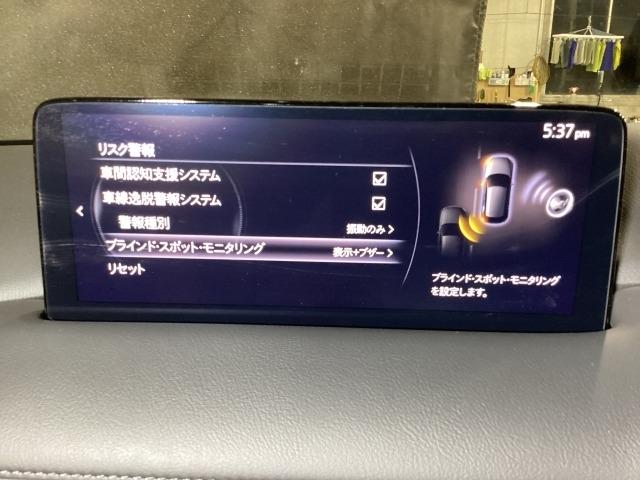 5:37pm
リスク警報
車間認知支援システム
車線逸脱警報システム
警報種別 振動のみ
ブラインド・スポット・モニタリング 表示+ブザー
リセット
ブラインド・スポット・モニタリング
を設定します。